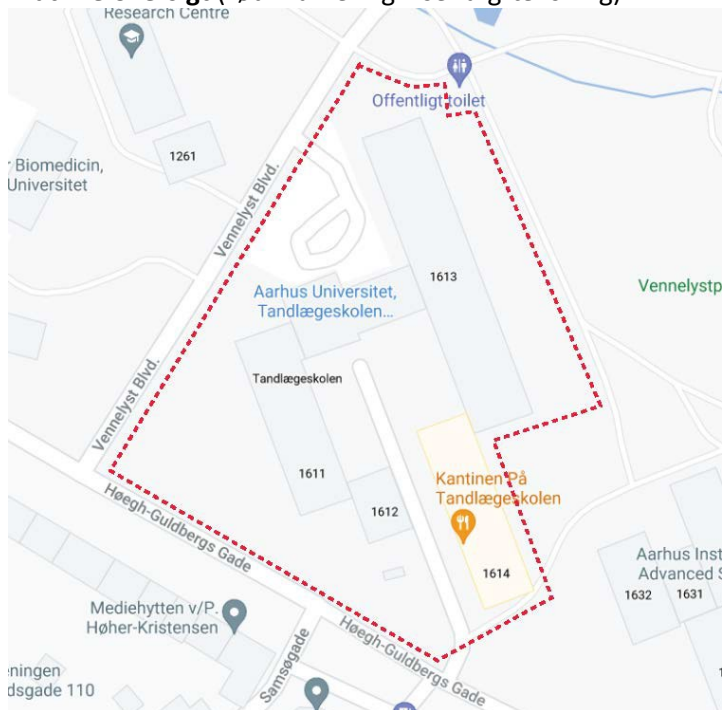 Research Centre
Offentligt toilet
1261
r Biomedicin,
Universitet
Vennelyst Blvd.
1613
Vennelystp
Aarhus Universitet,
Tandlægeskolen...
Tandlægeskolen
Vennelyst Blvd.
1611
Kantinen På
Tandlægeskolen
1612
Høegh-Guldbergs Gade
Aarhus Inst
Advanced S
1614
1632
1631
Mediehytten v/P.
Høher-Kristensen
Høegh-Guldbergs Gade
Samsøgade
eningen
dsgade 110